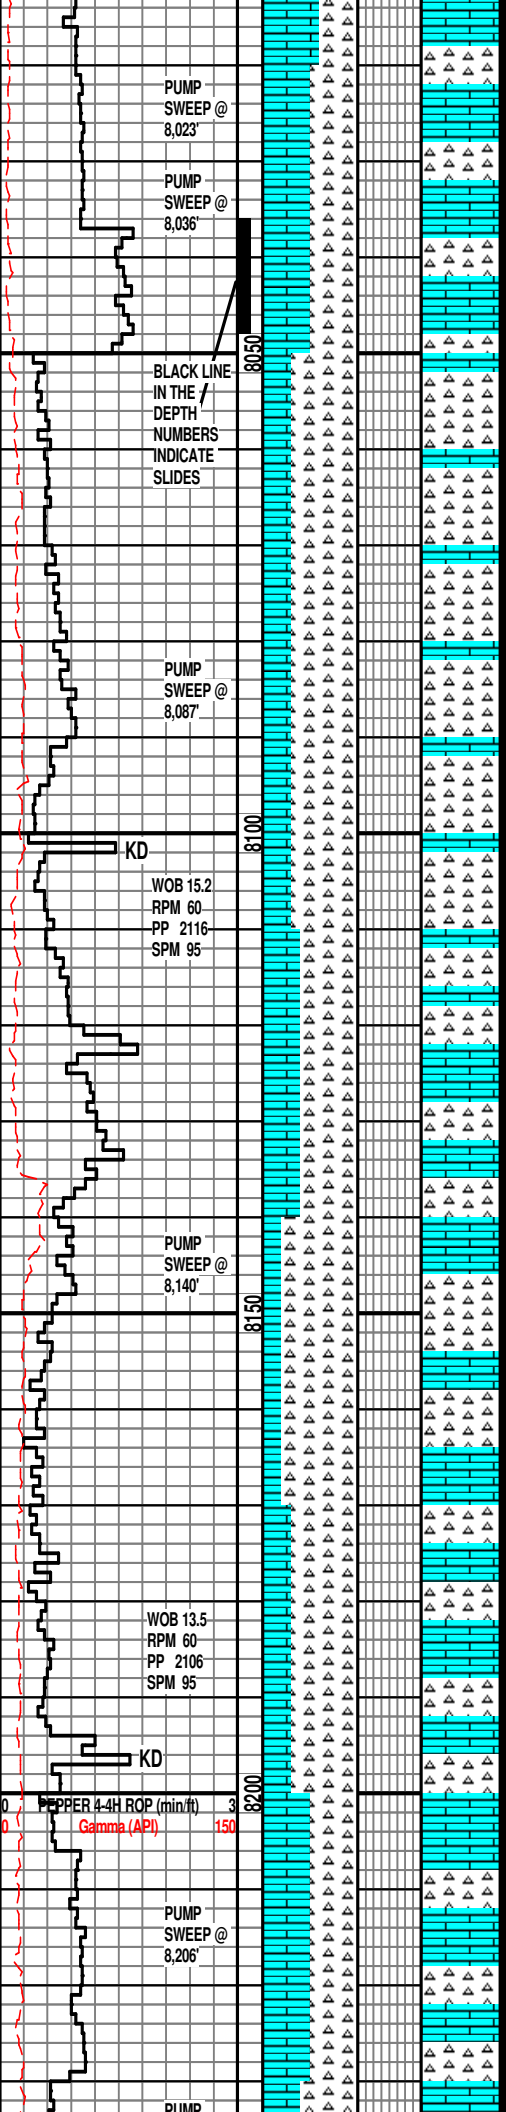 PUMP
SWEEP @
8,023'
PUMP
SWEEP @
8,036'
8050
BLACK LINE
IN THE
DEPTH
NUMBERS
INDICATE
SLIDES
PUMP
SWEEP @
8,087'
8100
KD
WOB 15.2
RPM 60
PP 2116
SPM 95
PUMP
SWEEP @
8,140'
8150
WOB 13.5
RPM 60
PP 2106
SPM 95
KD
8200
0 PEPPER 4-4H ROP (min/ft) 3
0 Gamma (API) 150
PUMP
SWEEP @
8,206'
PUMP